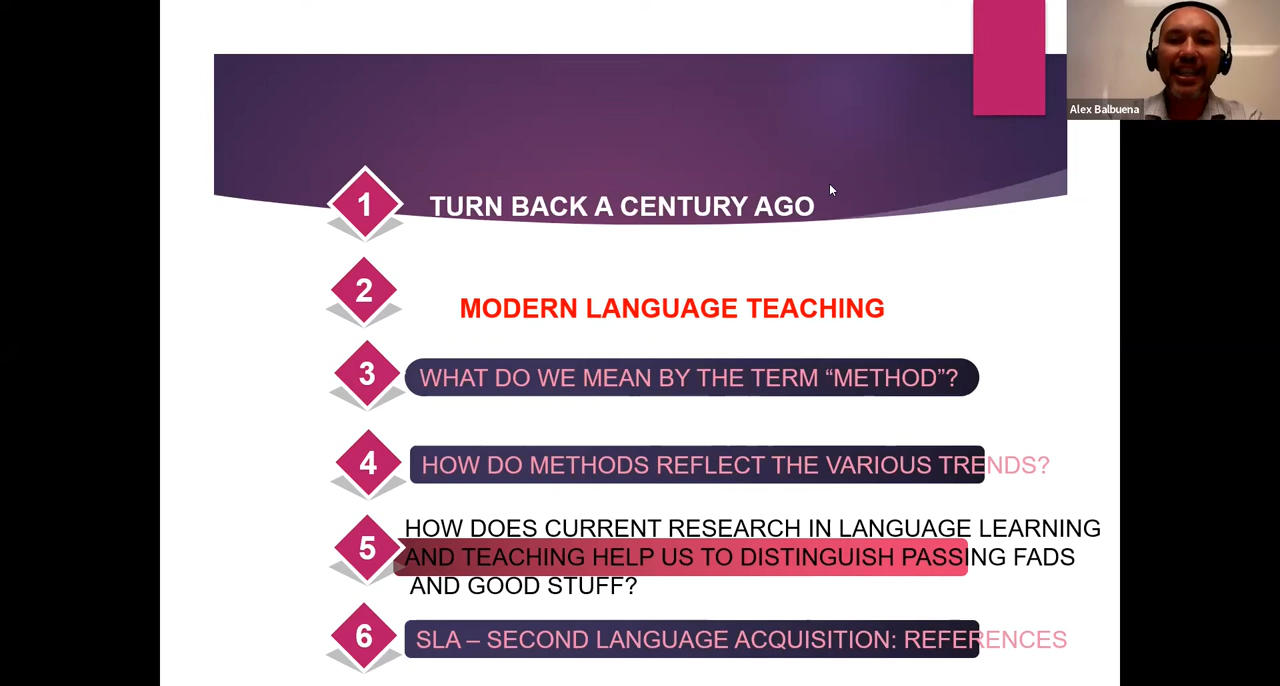 Alex Balbuena
1 TURN BACK A CENTURY AGO
2 MODERN LANGUAGE TEACHING
3 WHAT DO WE MEAN BY THE TERM “METHOD”?
4 HOW DO METHODS REFLECT THE VARIOUS TRENDS?
5 HOW DOES CURRENT RESEARCH IN LANGUAGE LEARNING
AND TEACHING HELP US TO DISTINGUISH PASSING FADS
AND GOOD STUFF?
6 SLA – SECOND LANGUAGE ACQUISITION: REFERENCES